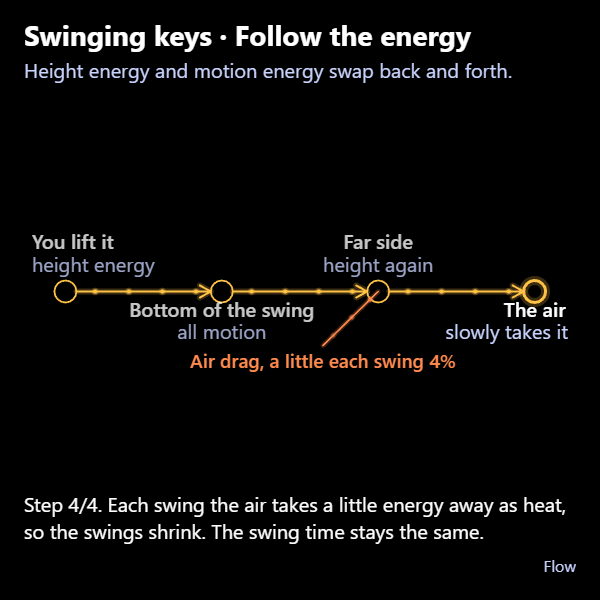 Swinging keys · Follow the energy
Height energy and motion energy swap back and forth.
You lift it
height energy
Far side
height again
Bottom of the swing
all motion
The air
slowly takes it
Air drag, a little each swing 4%
Step 4/4. Each swing the air takes a little energy away as heat,
so the swings shrink. The swing time stays the same.
Flow